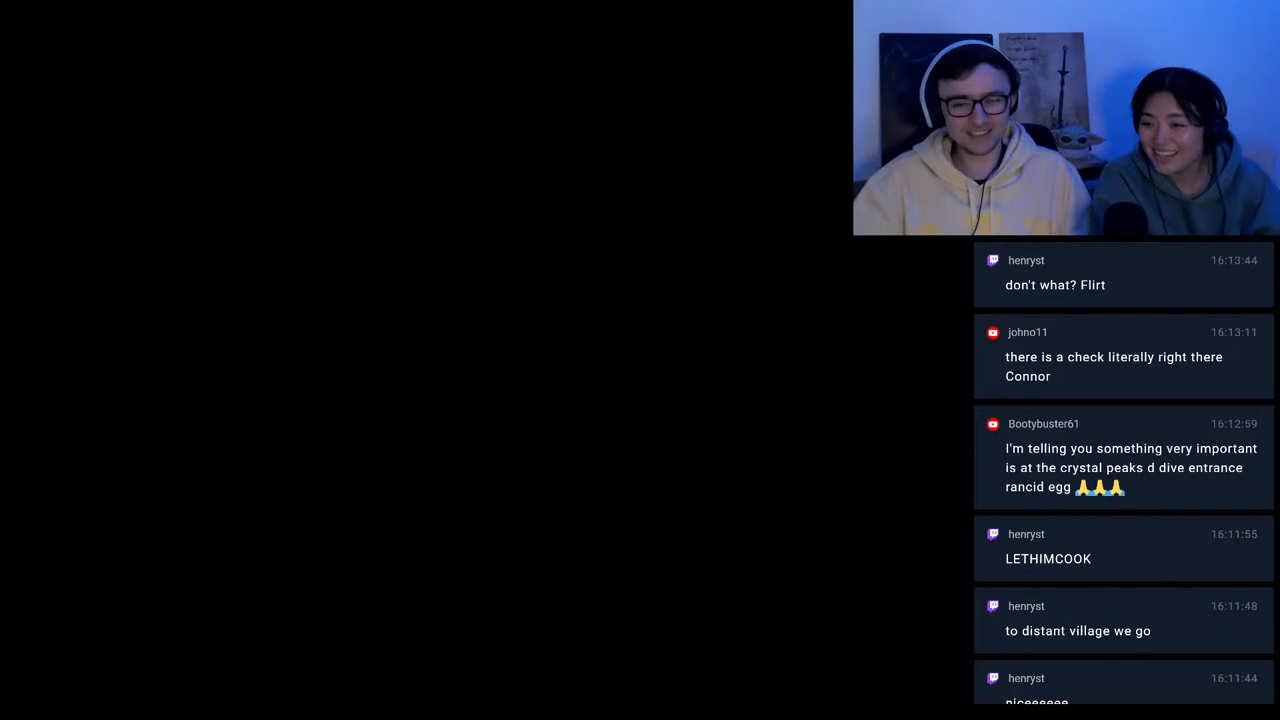 henryst 16:13:44
don't what? Flirt
johno11 16:13:11
there is a check literally right there
Connor
Bootybuster61 16:12:59
I'm telling you something very important
is at the crystal peaks d dive entrance
rancid egg 🙏🙏🙏
henryst 16:11:55
LETHIMCOOK
henryst 16:11:48
to distant village we go
henryst 16:11:44
niceeeeee